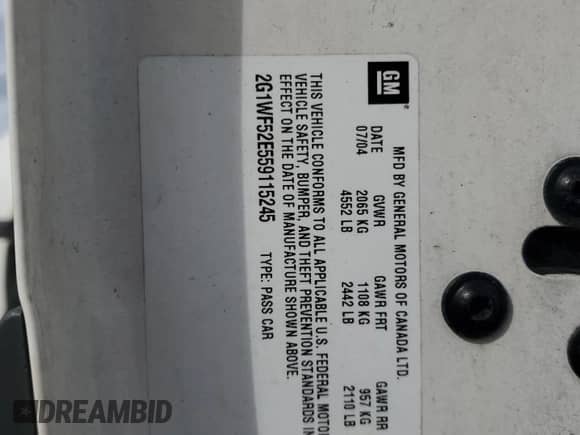 GM
MFD BY GENERAL MOTORS OF CANADA LTD.
DATE GVWR GAWR FRT GAWR RR
07/04 2065 KG 1108 KG 957 KG
4552 LB 2442 LB 2110 LB
THIS VEHICLE CONFORMS TO ALL APPLICABLE U.S. FEDERAL MOTO
VEHICLE SAFETY, BUMPER, AND THEFT PREVENTION STANDARDS IN
EFFECT ON THE DATE OF MANUFACTURE SHOWN ABOVE.
2G1WF52E559115245 TYPE: PASS CAR
DREAMBID